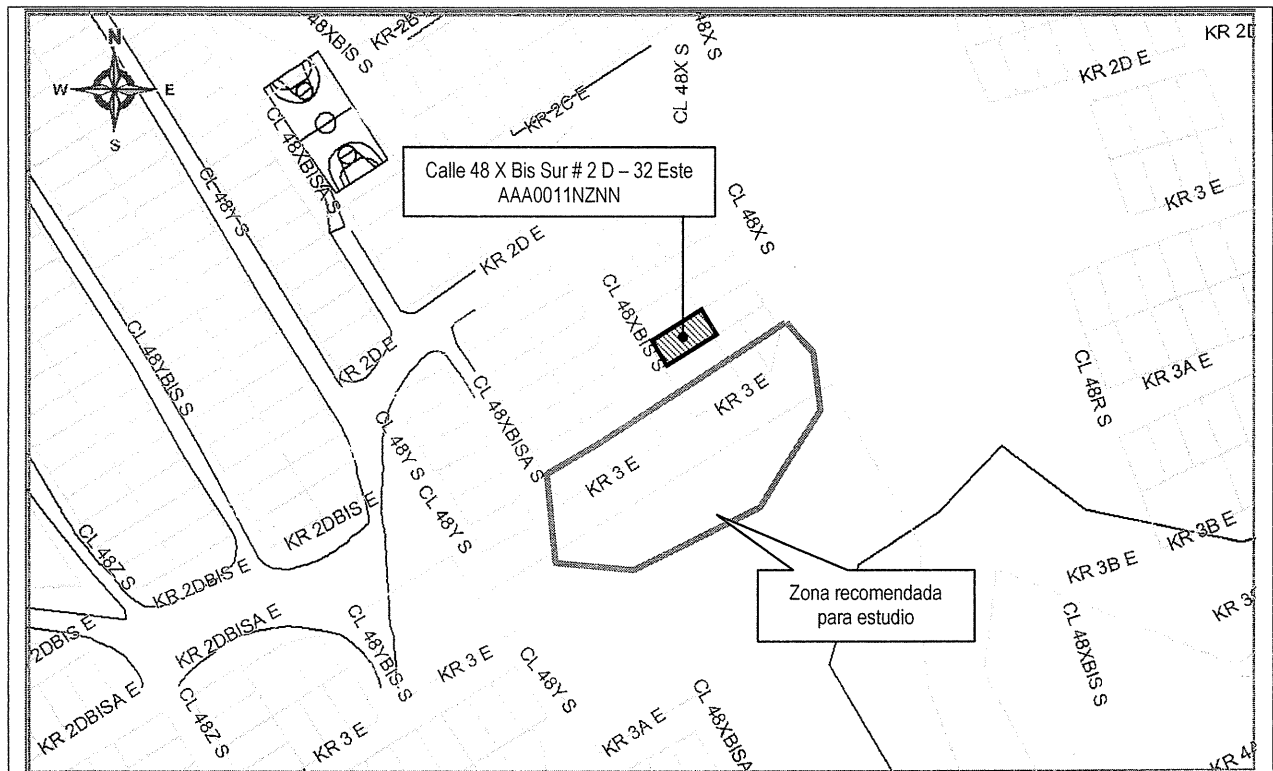 N
W E
S
48XBIS S
KR 2
CL 48X S
KR 2D E
KR 2C E
CL 48XBISA S
KR 3 E
CL 48Y S
Calle 48 X Bis Sur # 2 D – 32 Este
AAA0011NZNN
CL 48X S
KR 2D E
CL 48XBIS S
CL 48YBIS S
KR 2D E
CL 48R S
KR 3A E
KR 3 E
CL 48XBISA S
KR 3 E
CL 48Y S
CL 48Y S
KR 2DBIS E
CL 48Z S
KR 3B E
KR 3B E
KR 2DBIS E
Zona recomendada
para estudio
2DBIS E
KR 2DBISA E
CL 48YBIS S
CL 48XBIS S
KR 3 E
CL 48Y S
KR 2DBISA E
CL 48Z S
KR 3 E
KR 3A E
CL 48XBISA
KR 4A